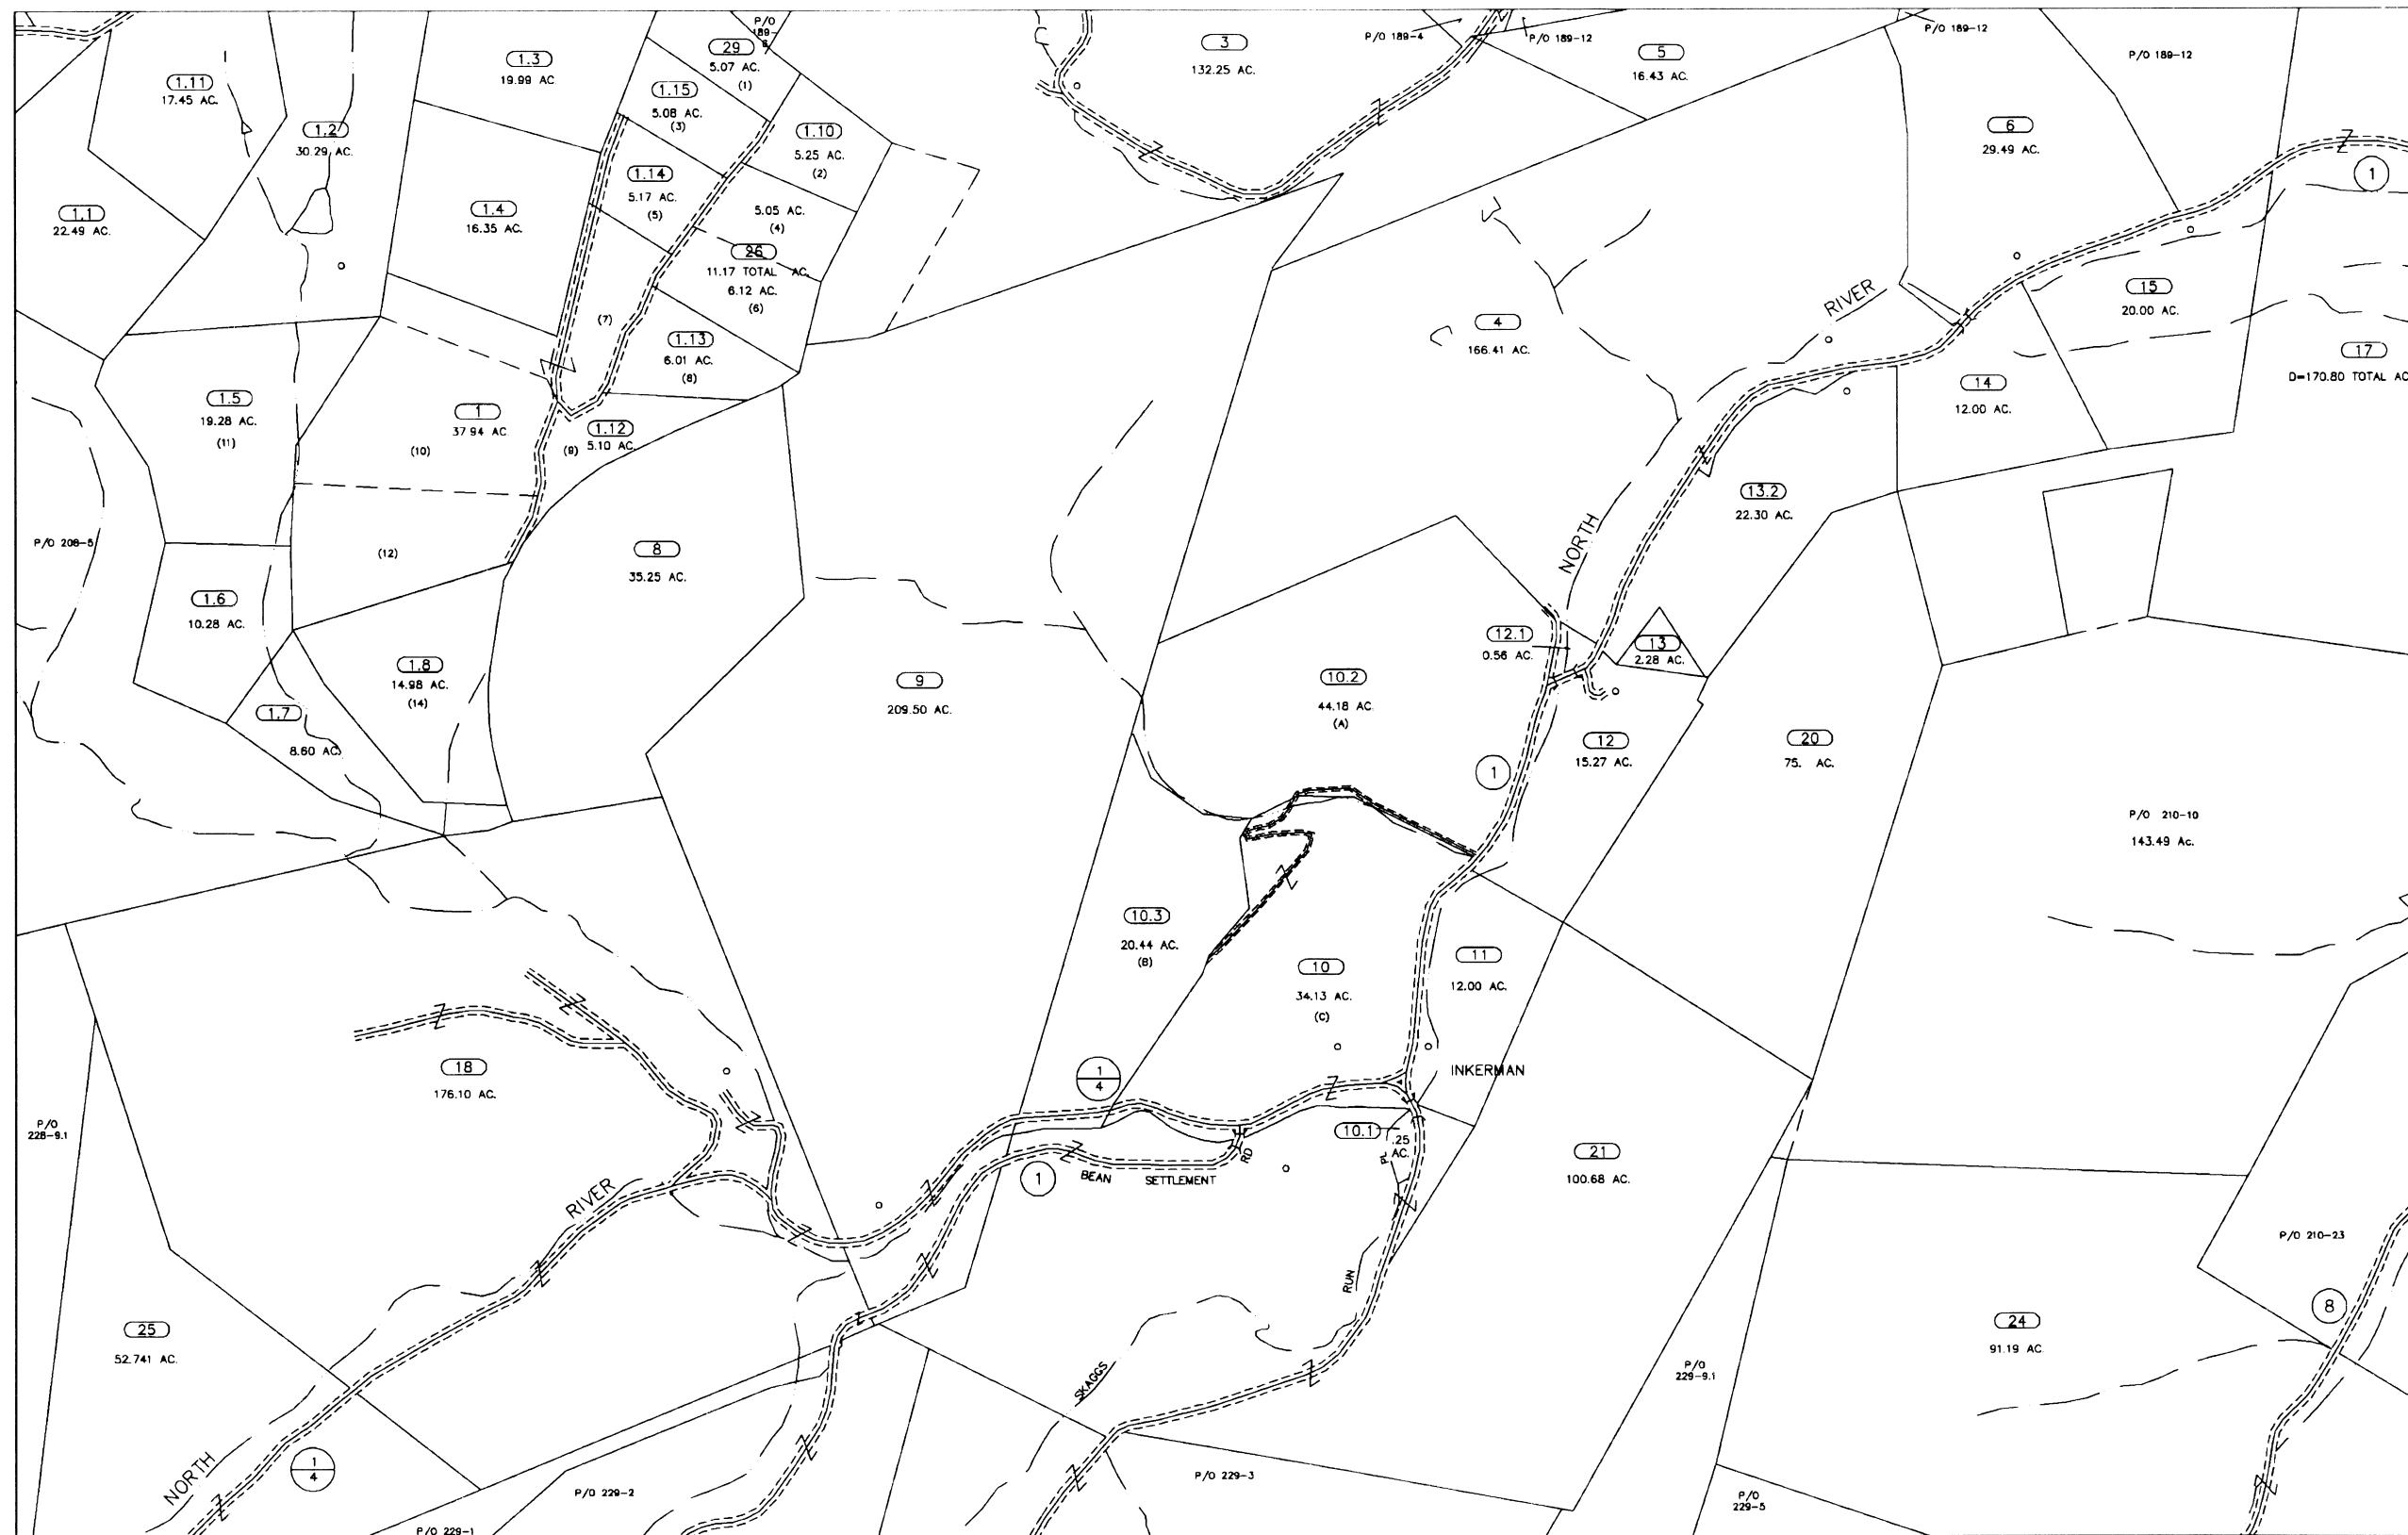 P/O
189-
P/O 189-4
P/O 189-12
P/O 189-12
P/O 189-12
1.11
17.45 AC.
1.3
19.99 AC.
29
5.07 AC.
(1)
3
132.25 AC.
5
16.43 AC.
1.15
5.08 AC.
(3)
1.2
30.29 AC.
1.10
5.25 AC.
(2)
6
29.49 AC.
1
1.1
22.49 AC.
1.4
16.35 AC.
1.14
5.17 AC.
(5)
5.05 AC.
(4)
26
11.17 TOTAL AC.
6.12 AC.
(6)
(7)
1.13
6.01 AC.
(8)
4
166.41 AC.
RIVER
15
20.00 AC.
17
D=170.80 TOTAL AC
14
12.00 AC.
1.5
19.28 AC.
(11)
1
37.94 AC.
(10)
1.12
5.10 AC.
(9)
13.2
22.30 AC.
NORTH
P/O 208-5
(12)
8
35.25 AC.
1.6
10.28 AC.
12.1
0.56 AC.
13
2.28 AC.
1.8
14.98 AC.
(14)
9
209.50 AC.
10.2
44.18 AC.
(A)
1.7
8.60 AC.
1
12
15.27 AC.
20
75. AC.
P/O 210-10
143.49 Ac.
10.3
20.44 AC.
(B)
10
34.13 AC.
(C)
11
12.00 AC.
18
176.10 AC.
1
4
INKERMAN
P/O
228-9.1
10.1
.25
AC.
21
100.68 AC.
1
BEAN SETTLEMENT RD
RIVER
P/O 210-23
RUN
8
25
52.741 AC.
24
91.19 AC.
P/O
229-9.1
SKAGGS
NORTH
1
4
P/O 229-3
P/O 229-2
P/O
229-5
P/O 229-1